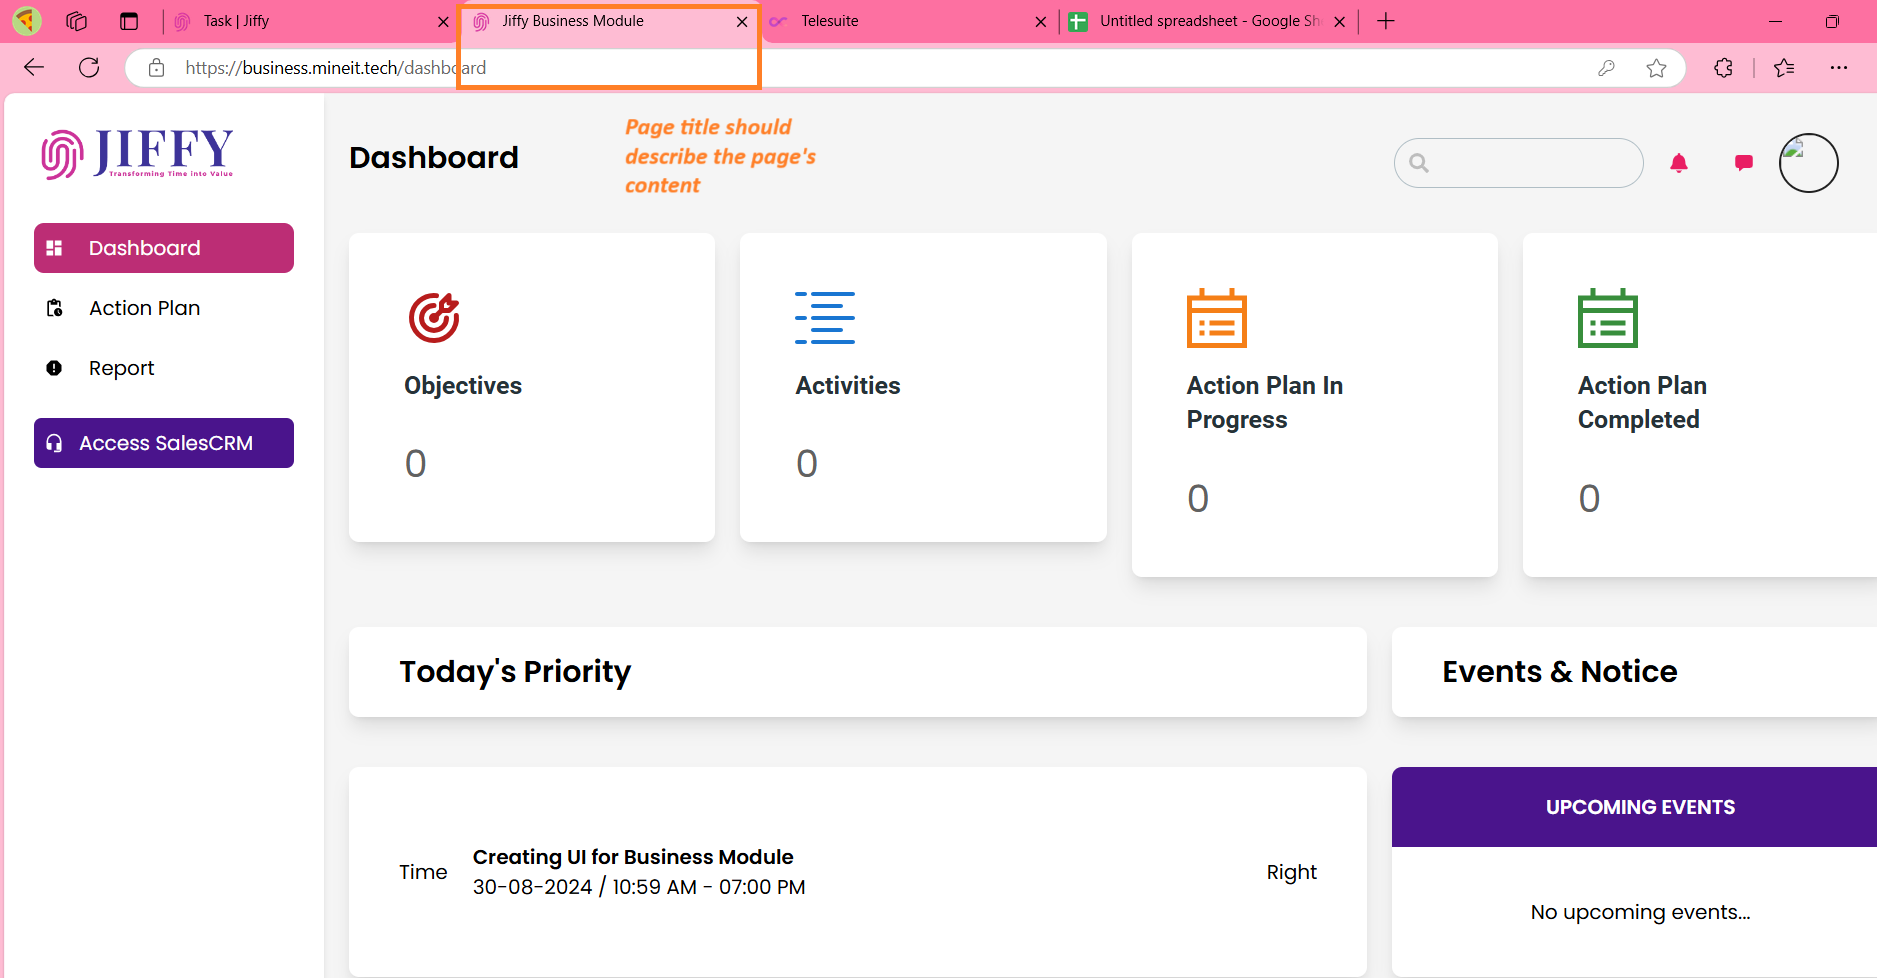 Task | Jiffy
Jiffy Business Module
Telesuite
Untitled spreadsheet - Google She
https://business.mineit.tech/dashboard
JIFFY
Transforming Time into Value
Dashboard
Page title should
describe the page's
content
Dashboard
Action Plan
Report
Access SalesCRM
Objectives
0
Activities
0
Action Plan In
Progress
0
Action Plan
Completed
0
Today's Priority
Events & Notice
Time
Creating UI for Business Module
30-08-2024 / 10:59 AM - 07:00 PM
Right
UPCOMING EVENTS
No upcoming events...